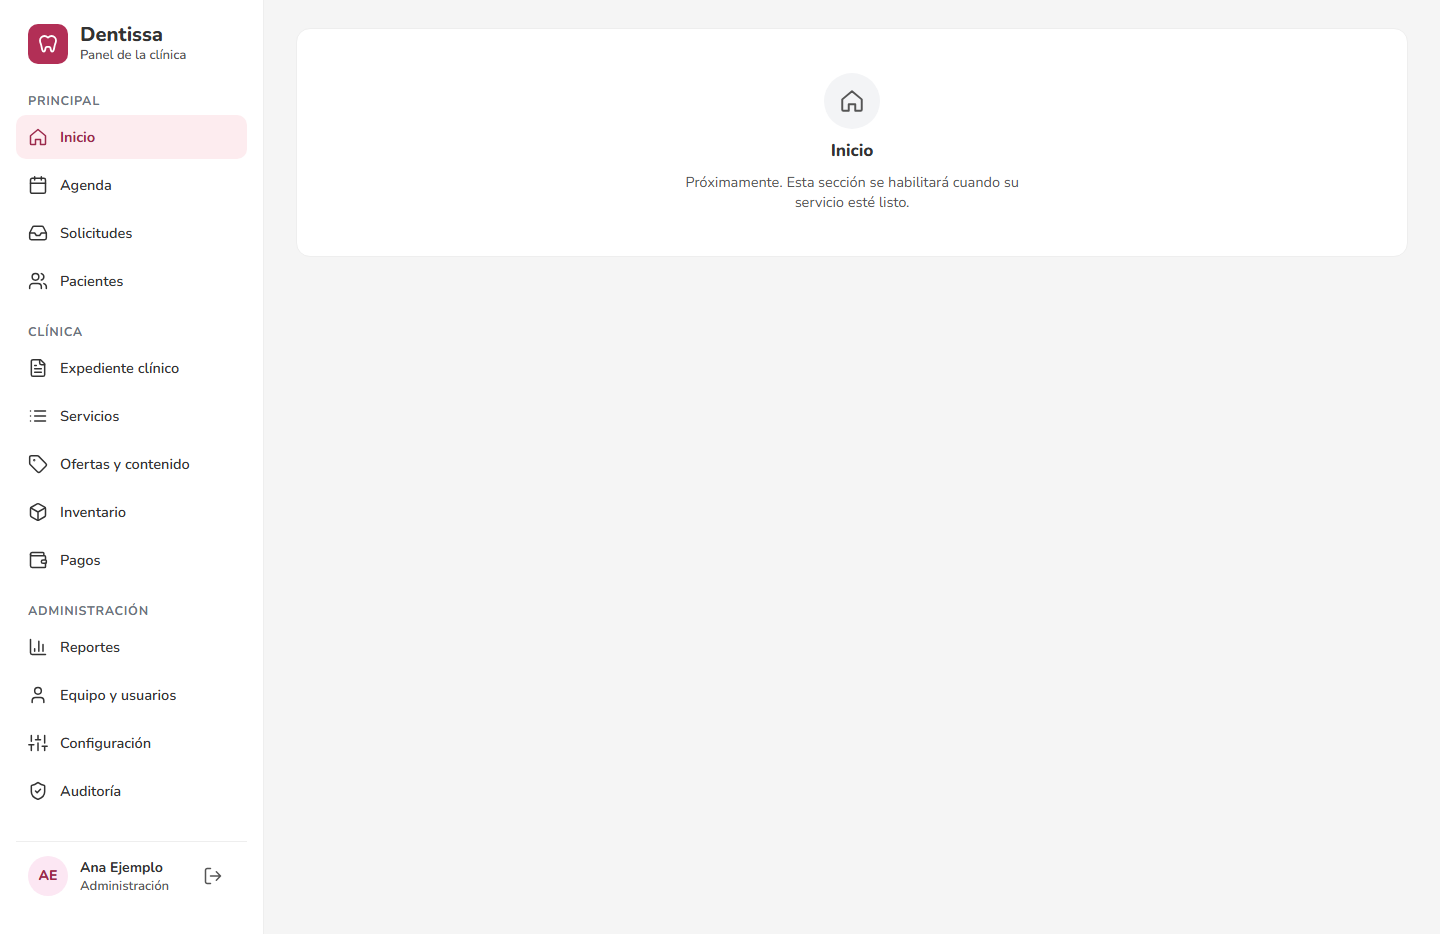 Dentissa
Panel de la clínica
PRINCIPAL
Inicio
Agenda
Solicitudes
Pacientes
CLÍNICA
Expediente clínico
Servicios
Ofertas y contenido
Inventario
Pagos
ADMINISTRACIÓN
Reportes
Equipo y usuarios
Configuración
Auditoría
AE
Ana Ejemplo
Administración
Inicio
Próximamente. Esta sección se habilitará cuando su
servicio esté listo.